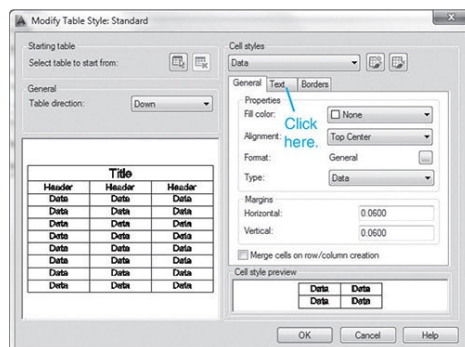 Modify Table Style: Standard
Starting table
Select table to start from:
General
Table direction:
Down
Title
Header Header Header
Data Data Data
Data Data Data
Data Data Data
Data Data Data
Data Data Data
Data Data Data
Data Data Data
Data Data Data
Cell styles
Data
General Text Borders
Properties
Fill color:
None
Click
here.
Alignment:
Top Center
Format:
General
...
Type:
Data
Margins
Horizontal:
0.0600
Vertical:
0.0600
Merge cells on row/column creation
Cell style preview
Data Data
Data Data
OK Cancel Help